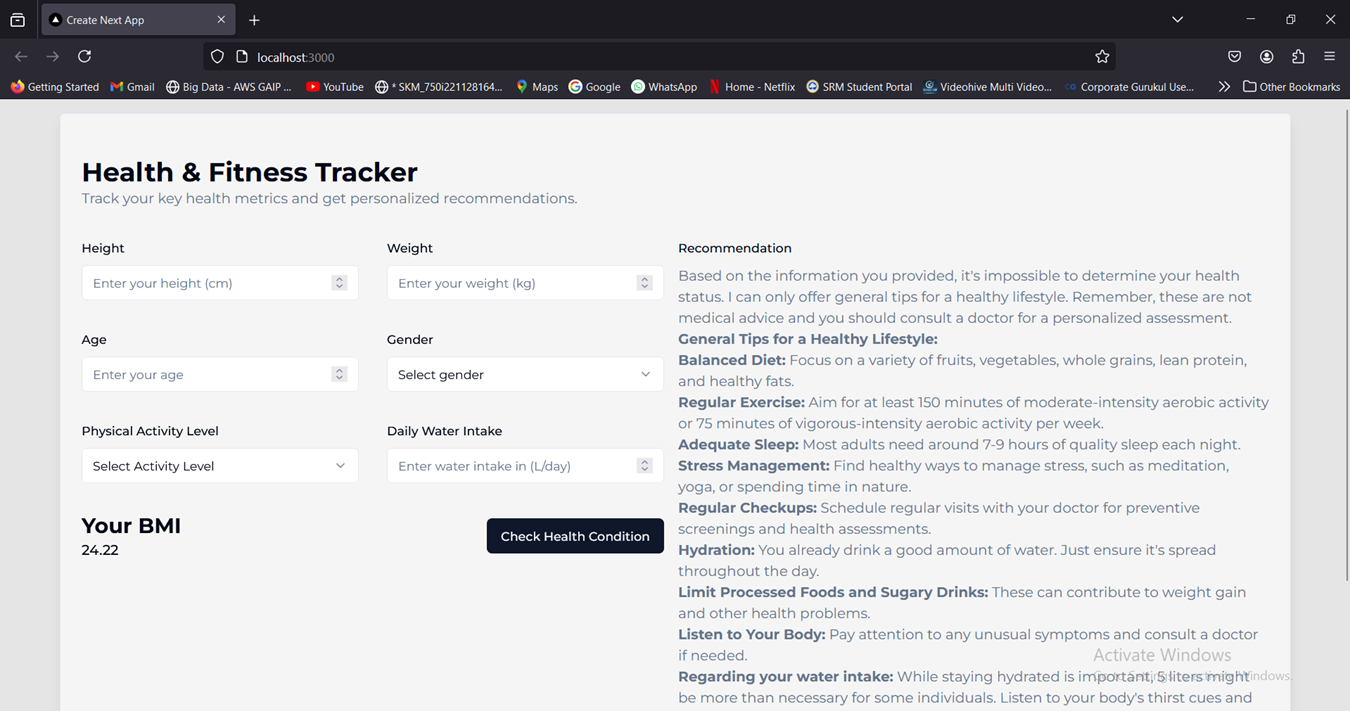 Create Next App
localhost:3000
Getting Started
Gmail
Big Data - AWS GAIP ...
YouTube
* SKM_750i221128164...
Maps
Google
WhatsApp
Home - Netflix
SRM Student Portal
Videohive Multi Video...
Corporate Gurukul Use...
Other Bookmarks
Health & Fitness Tracker
Track your key health metrics and get personalized recommendations.
Height
Enter your height (cm)
Weight
Enter your weight (kg)
Age
Enter your age
Gender
Select gender
Physical Activity Level
Select Activity Level
Daily Water Intake
Enter water intake in (L/day)
Your BMI
24.22
Check Health Condition
Recommendation
Based on the information you provided, it's impossible to determine your health
status. I can only offer general tips for a healthy lifestyle. Remember, these are not
medical advice and you should consult a doctor for a personalized assessment.
General Tips for a Healthy Lifestyle:
Balanced Diet: Focus on a variety of fruits, vegetables, whole grains, lean protein,
and healthy fats.
Regular Exercise: Aim for at least 150 minutes of moderate-intensity aerobic activity
or 75 minutes of vigorous-intensity aerobic activity per week.
Adequate Sleep: Most adults need around 7-9 hours of quality sleep each night.
Stress Management: Find healthy ways to manage stress, such as meditation,
yoga, or spending time in nature.
Regular Checkups: Schedule regular visits with your doctor for preventive
screenings and health assessments.
Hydration: You already drink a good amount of water. Just ensure it's spread
throughout the day.
Limit Processed Foods and Sugary Drinks: These can contribute to weight gain
and other health problems.
Listen to Your Body: Pay attention to any unusual symptoms and consult a doctor
if needed.
Regarding your water intake: While staying hydrated is important, 5 liters might
be more than necessary for some individuals. Listen to your body's thirst cues and
Activate Windows
Go to Settings to activate Windows.